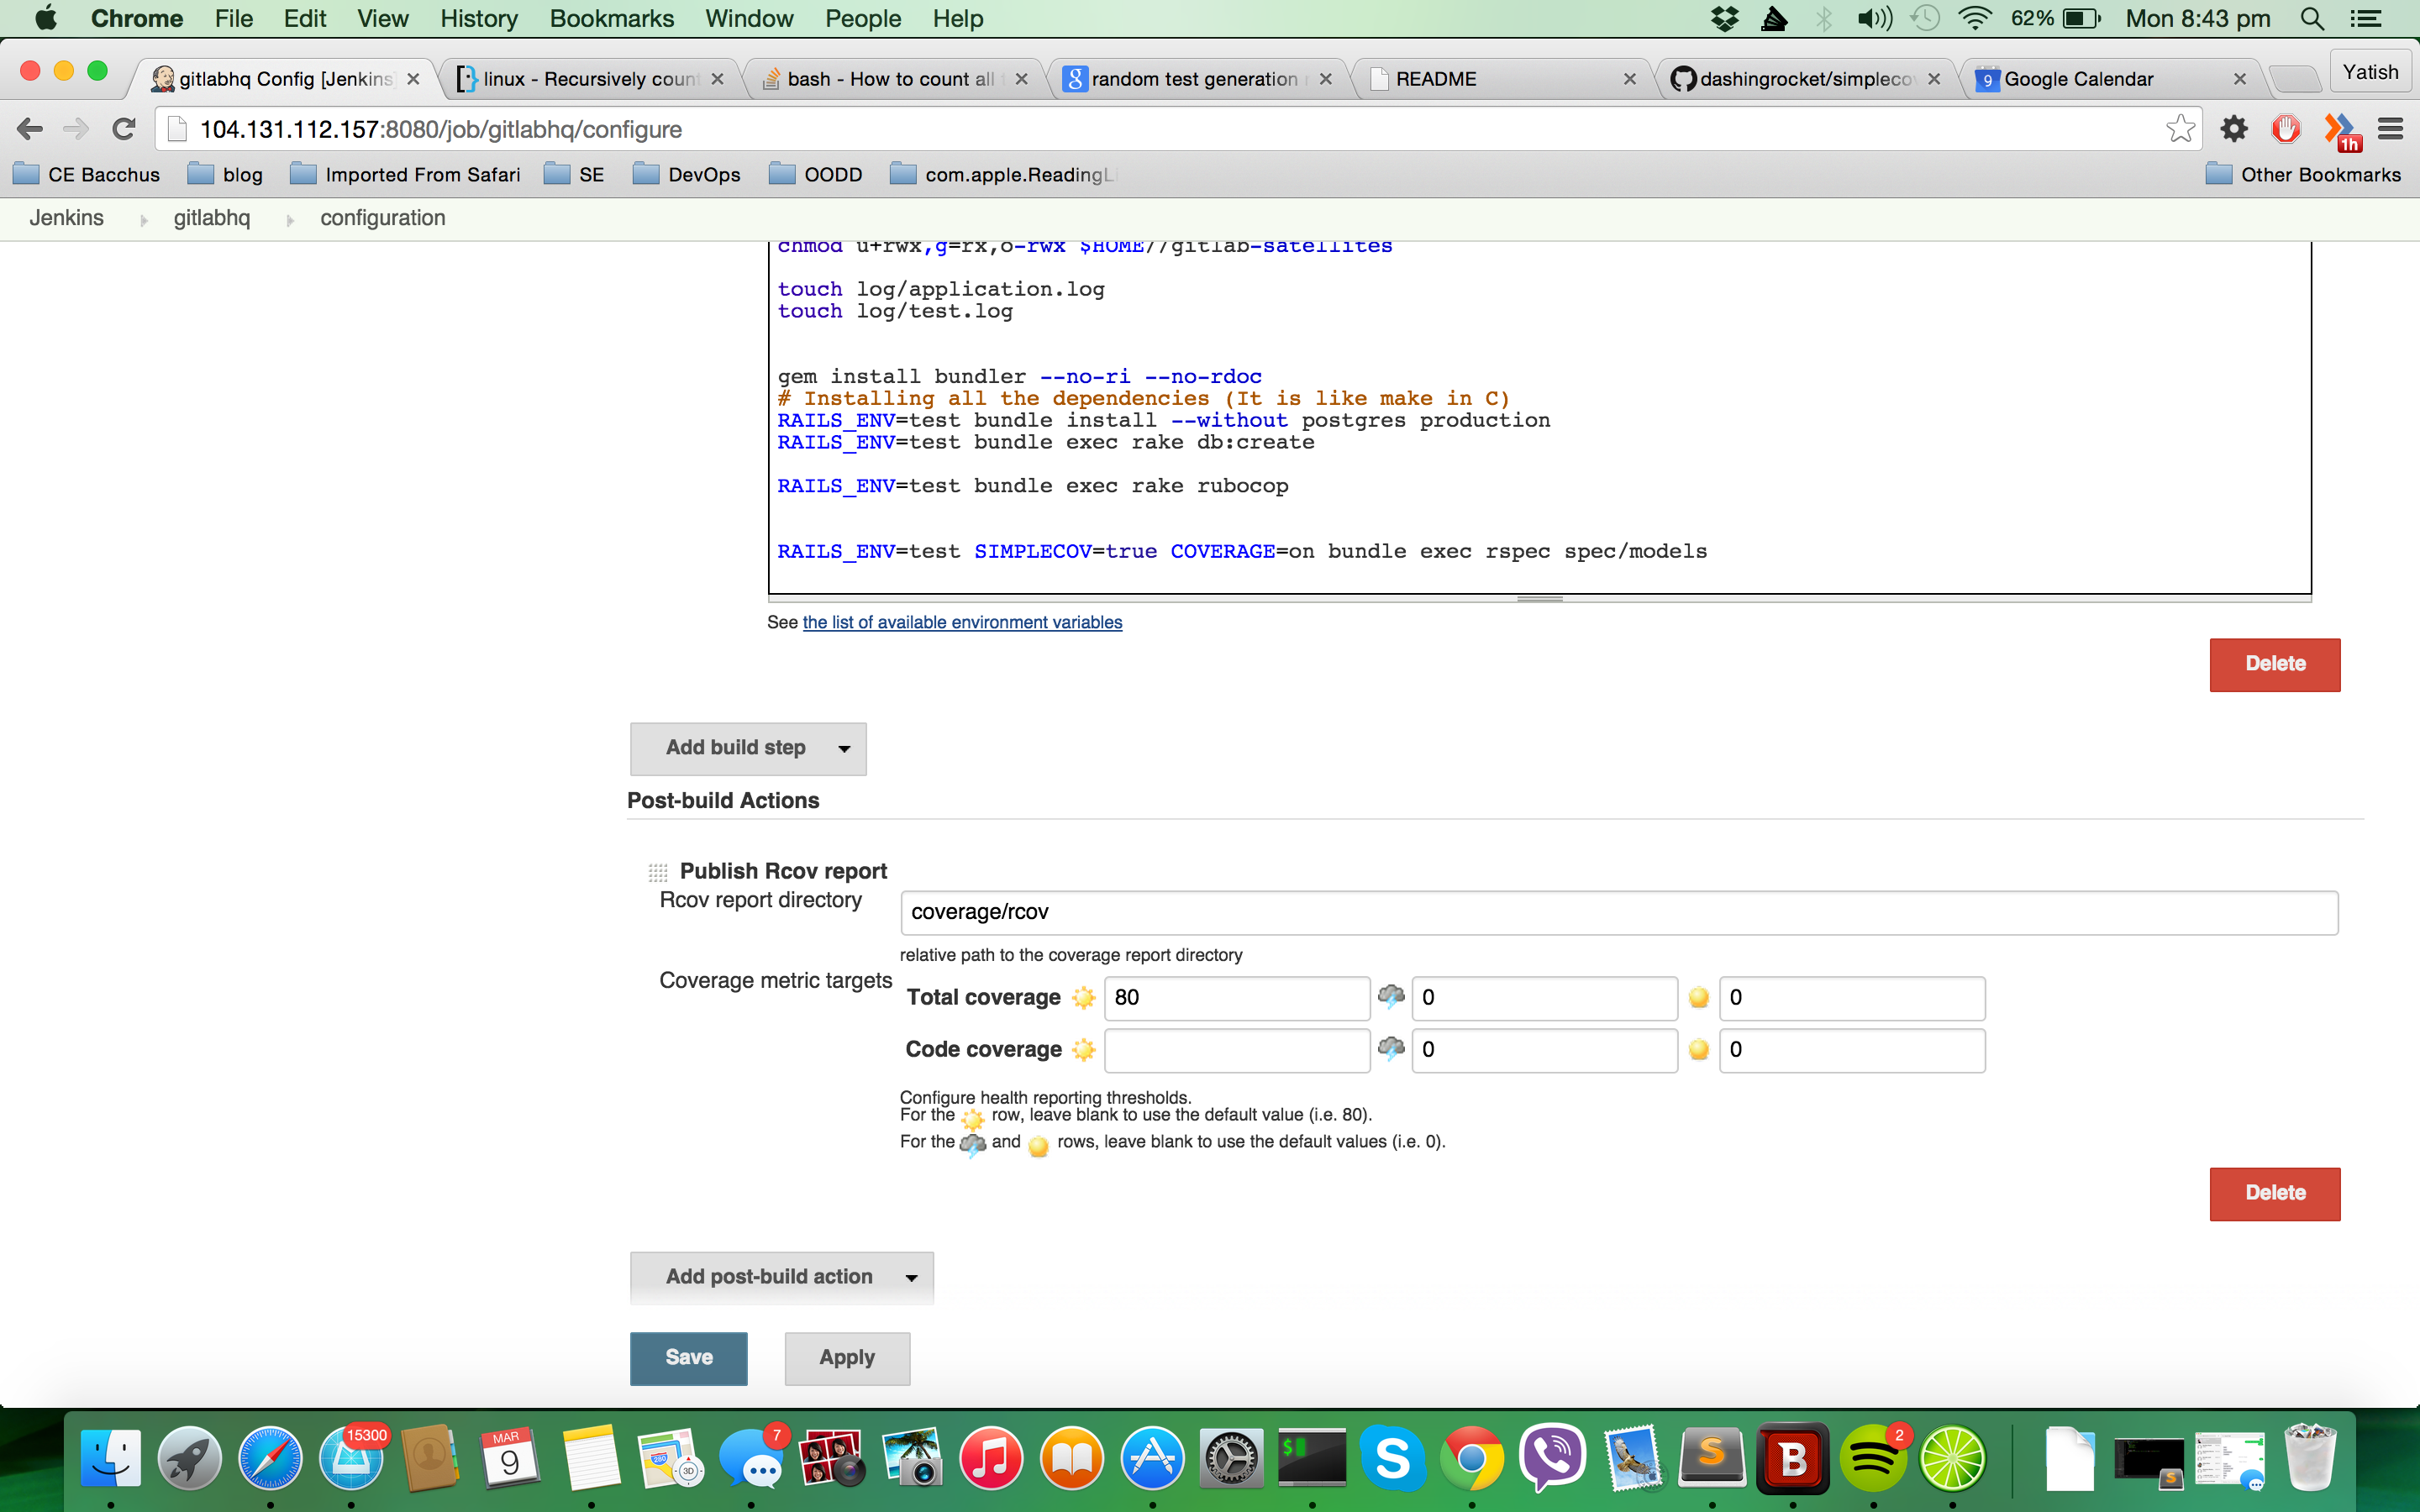 Chrome File Edit View History Bookmarks Window People Help 62% Mon 8:43 pm
gitlabhq Config [Jenkins] linux - Recursively coun bash - How to count all random test generation README dashingrocket/simpleco Google Calendar Yatish
104.131.112.157:8080/job/gitlabhq/configure
1h
CE Bacchus blog Imported From Safari SE DevOps OODD com.apple.ReadingL Other Bookmarks
Jenkins gitlabhq configuration
chmod u+rwx,g=rx,o-rwx $HOME//gitlab-satellites
touch log/application.log
touch log/test.log
gem install bundler --no-ri --no-rdoc
# Installing all the dependencies (It is like make in C)
RAILS_ENV=test bundle install --without postgres production
RAILS_ENV=test bundle exec rake db:create
RAILS_ENV=test bundle exec rake rubocop
RAILS_ENV=test SIMPLECOV=true COVERAGE=on bundle exec rspec spec/models
See the list of available environment variables
Delete
Add build step
Post-build Actions
Publish Rcov report
Rcov report directory coverage/rcov
relative path to the coverage report directory
Coverage metric targets
Total coverage 80 0 0
Code coverage 0 0
Configure health reporting thresholds.
For the row, leave blank to use the default value (i.e. 80).
For the and rows, leave blank to use the default values (i.e. 0).
Delete
Add post-build action
Save Apply
15300 MAR 9 280 3D 7 $ S S B 2 S